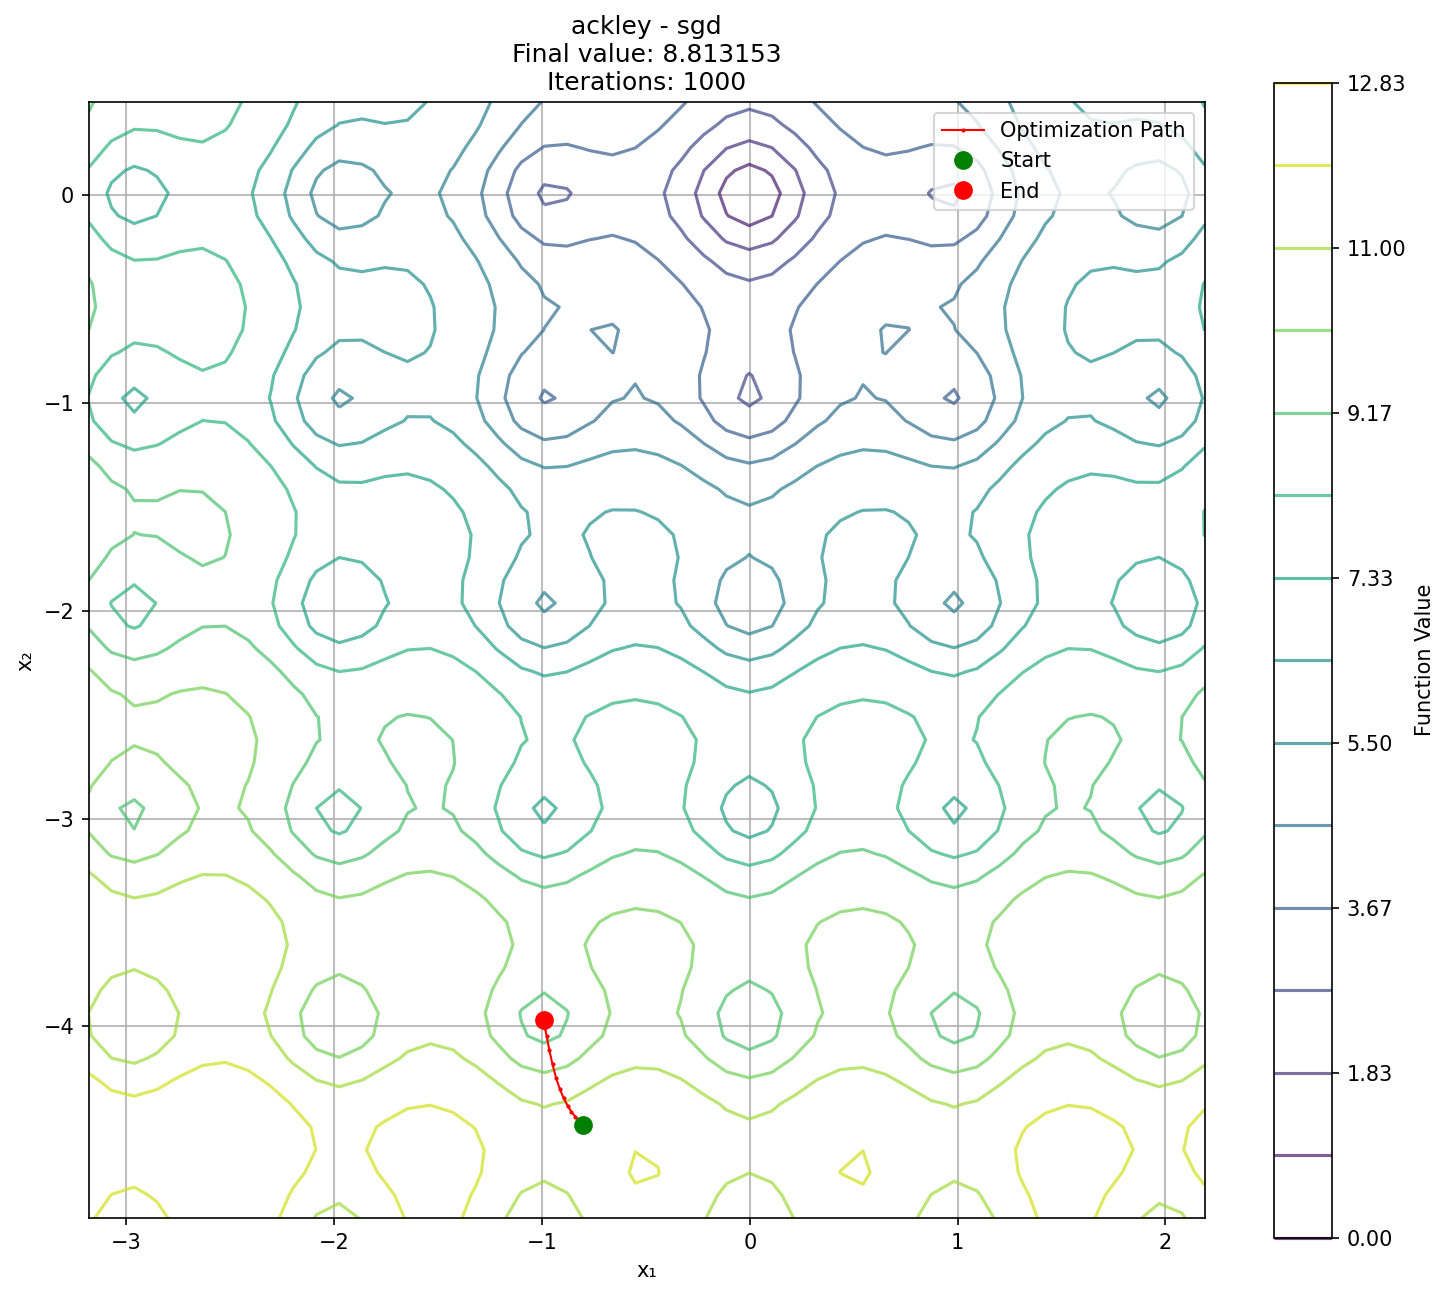 ackley - sgd
Final value: 8.813153
Iterations: 1000
Optimization Path
Start
End
0
−1
−2
−3
−4
x₂
−3
−2
−1
0
1
2
x₁
12.83
11.00
9.17
7.33
5.50
3.67
1.83
0.00
Function Value